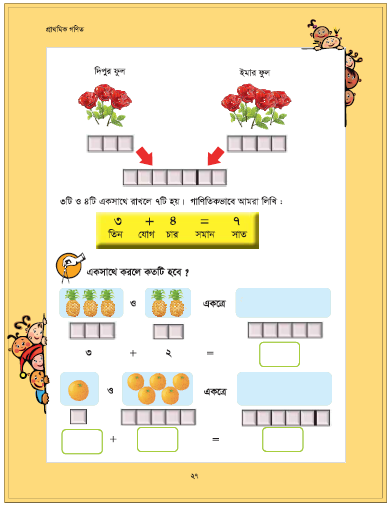 প্রাথমিক গণিত
দিপুর ফুল
ইমার ফুল
৩টি ও ৪টি একসাথে রাখলে ৭টি হয়। গাণিতিকভাবে আমরা লিখি :
৩ + ৪ = ৭
তিন যোগ চার সমান সাত
একসাথে করলে কতটি হবে ?
ও একত্রে
৩ + ২ =
ও একত্রে
+ =
২৭